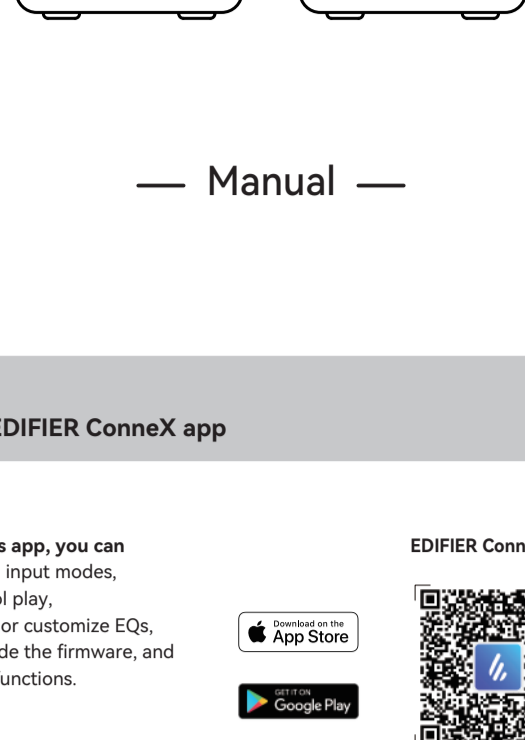 — Manual —
EDIFIER ConneX app
s app, you can
input modes,
ol play,
or customize EQs,
de the firmware, and
unctions.
Download on the
App Store
GET IT ON
Google Play
EDIFIER Conn